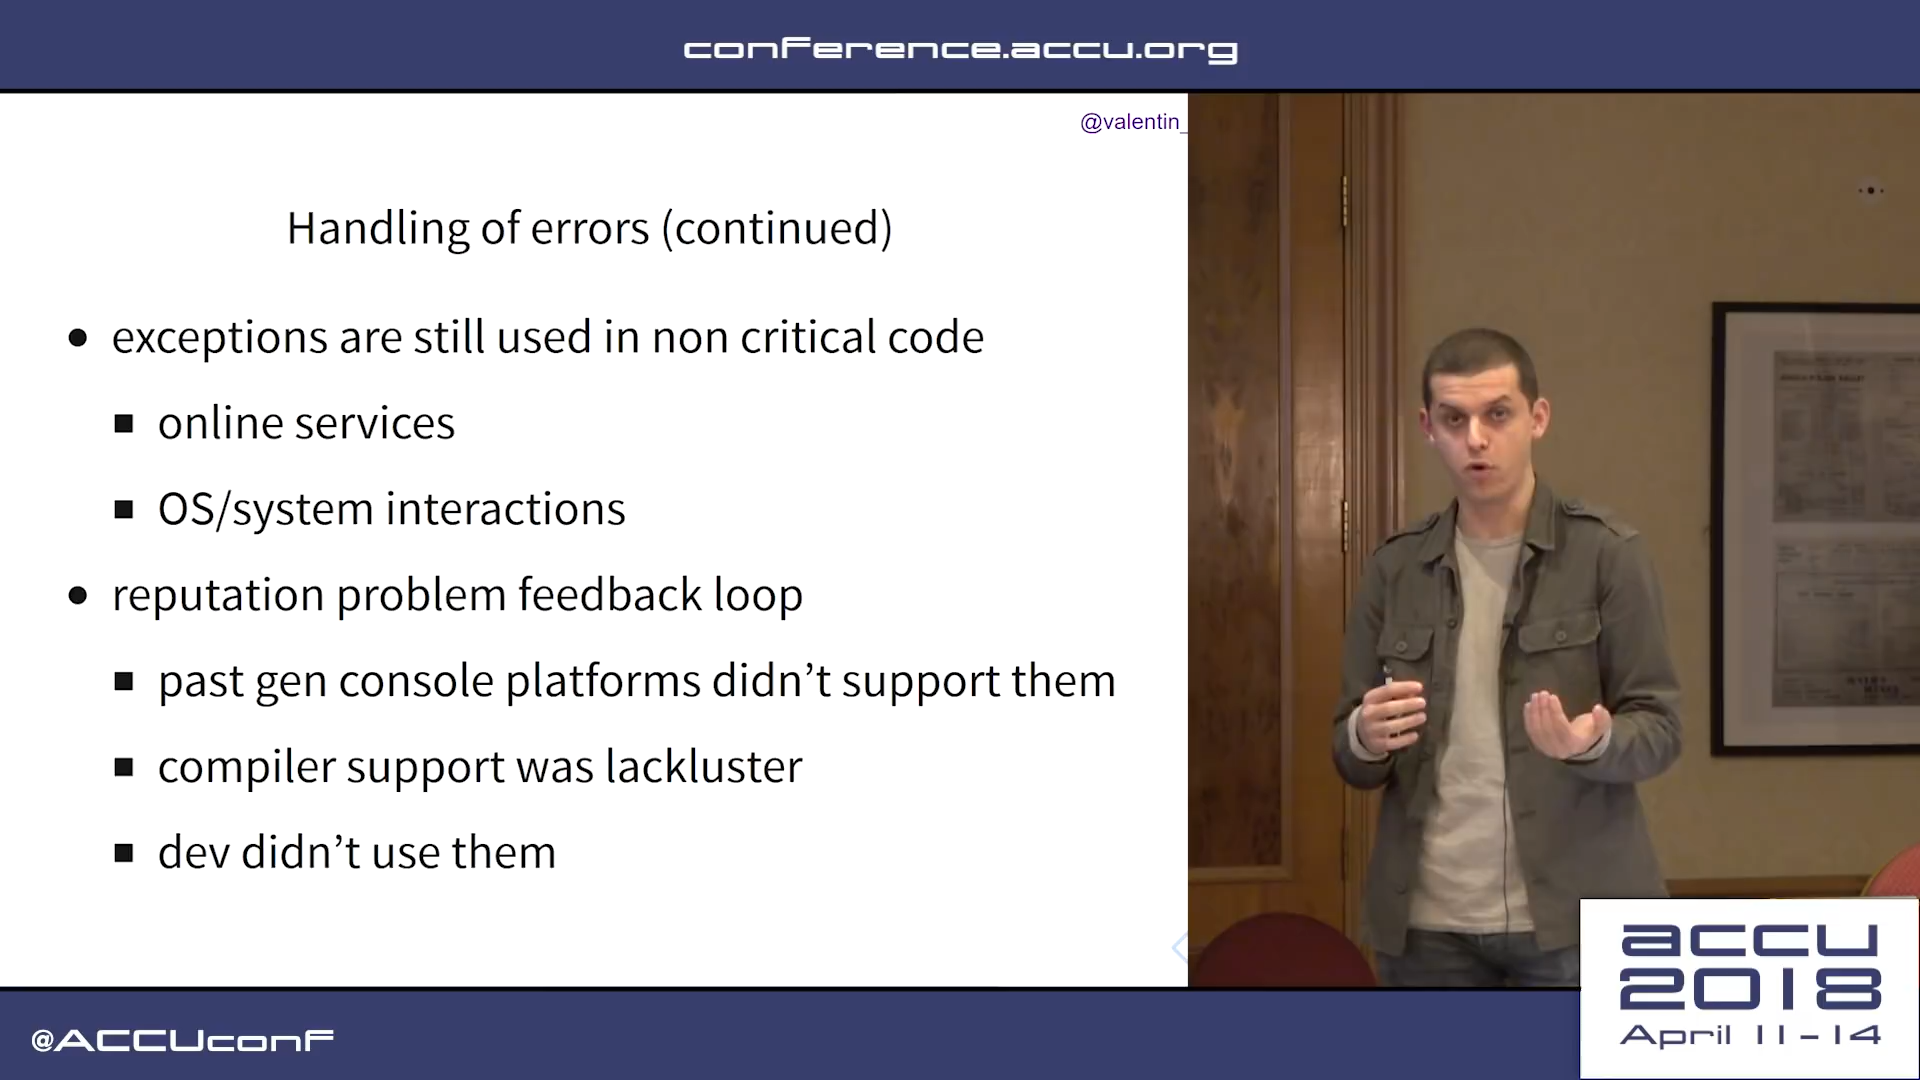 conference.accu.org
@valentin_
Handling of errors (continued)
exceptions are still used in non critical code
online services
OS/system interactions
reputation problem feedback loop
past gen console platforms didn't support them
compiler support was lackluster
dev didn't use them
accu
2018
April 11-14
@ACCUconf